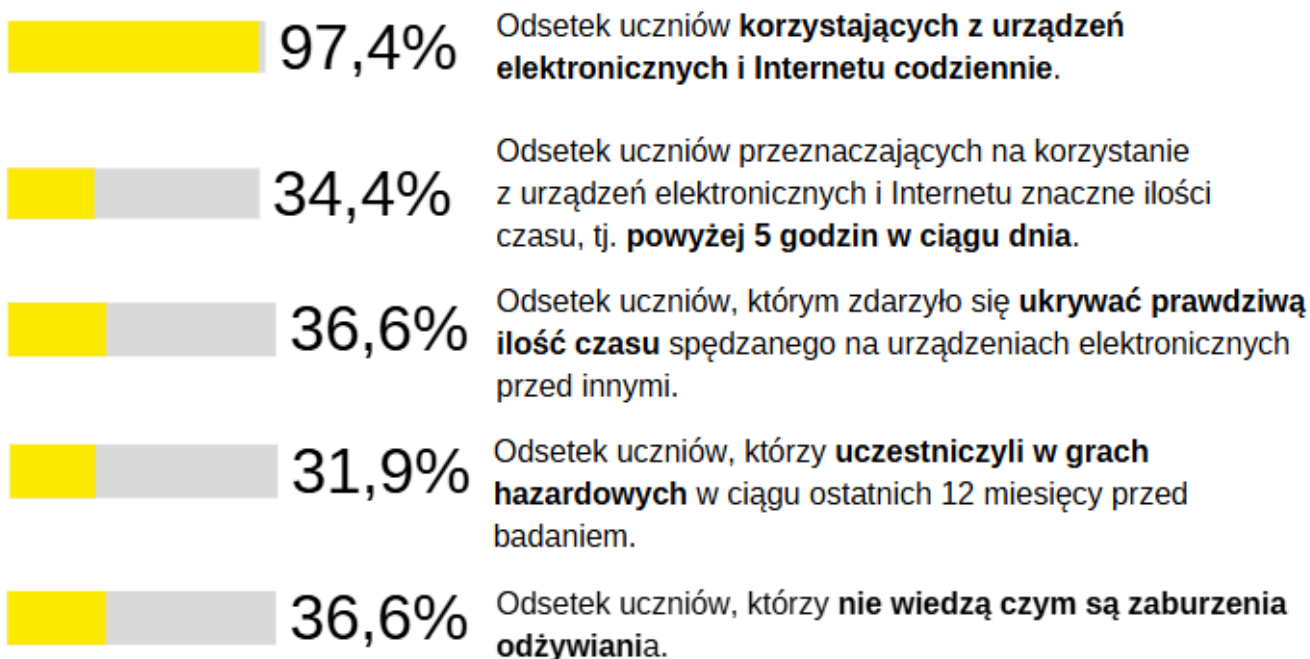 97,4%
Odsetek uczniów korzystających z urządzeń
elektronicznych i Internetu codziennie.
34,4%
Odsetek uczniów przeznaczających na korzystanie
z urządzeń elektronicznych i Internetu znaczne ilości
czasu, tj. powyżej 5 godzin w ciągu dnia.
36,6%
Odsetek uczniów, którym zdarzyło się ukrywać prawdziwą
ilość czasu spędzanego na urządzeniach elektronicznych
przed innymi.
31,9%
Odsetek uczniów, którzy uczestniczyli w grach
hazardowych w ciągu ostatnich 12 miesięcy przed
badaniem.
36,6%
Odsetek uczniów, którzy nie wiedzą czym są zaburzenia
odżywiania.